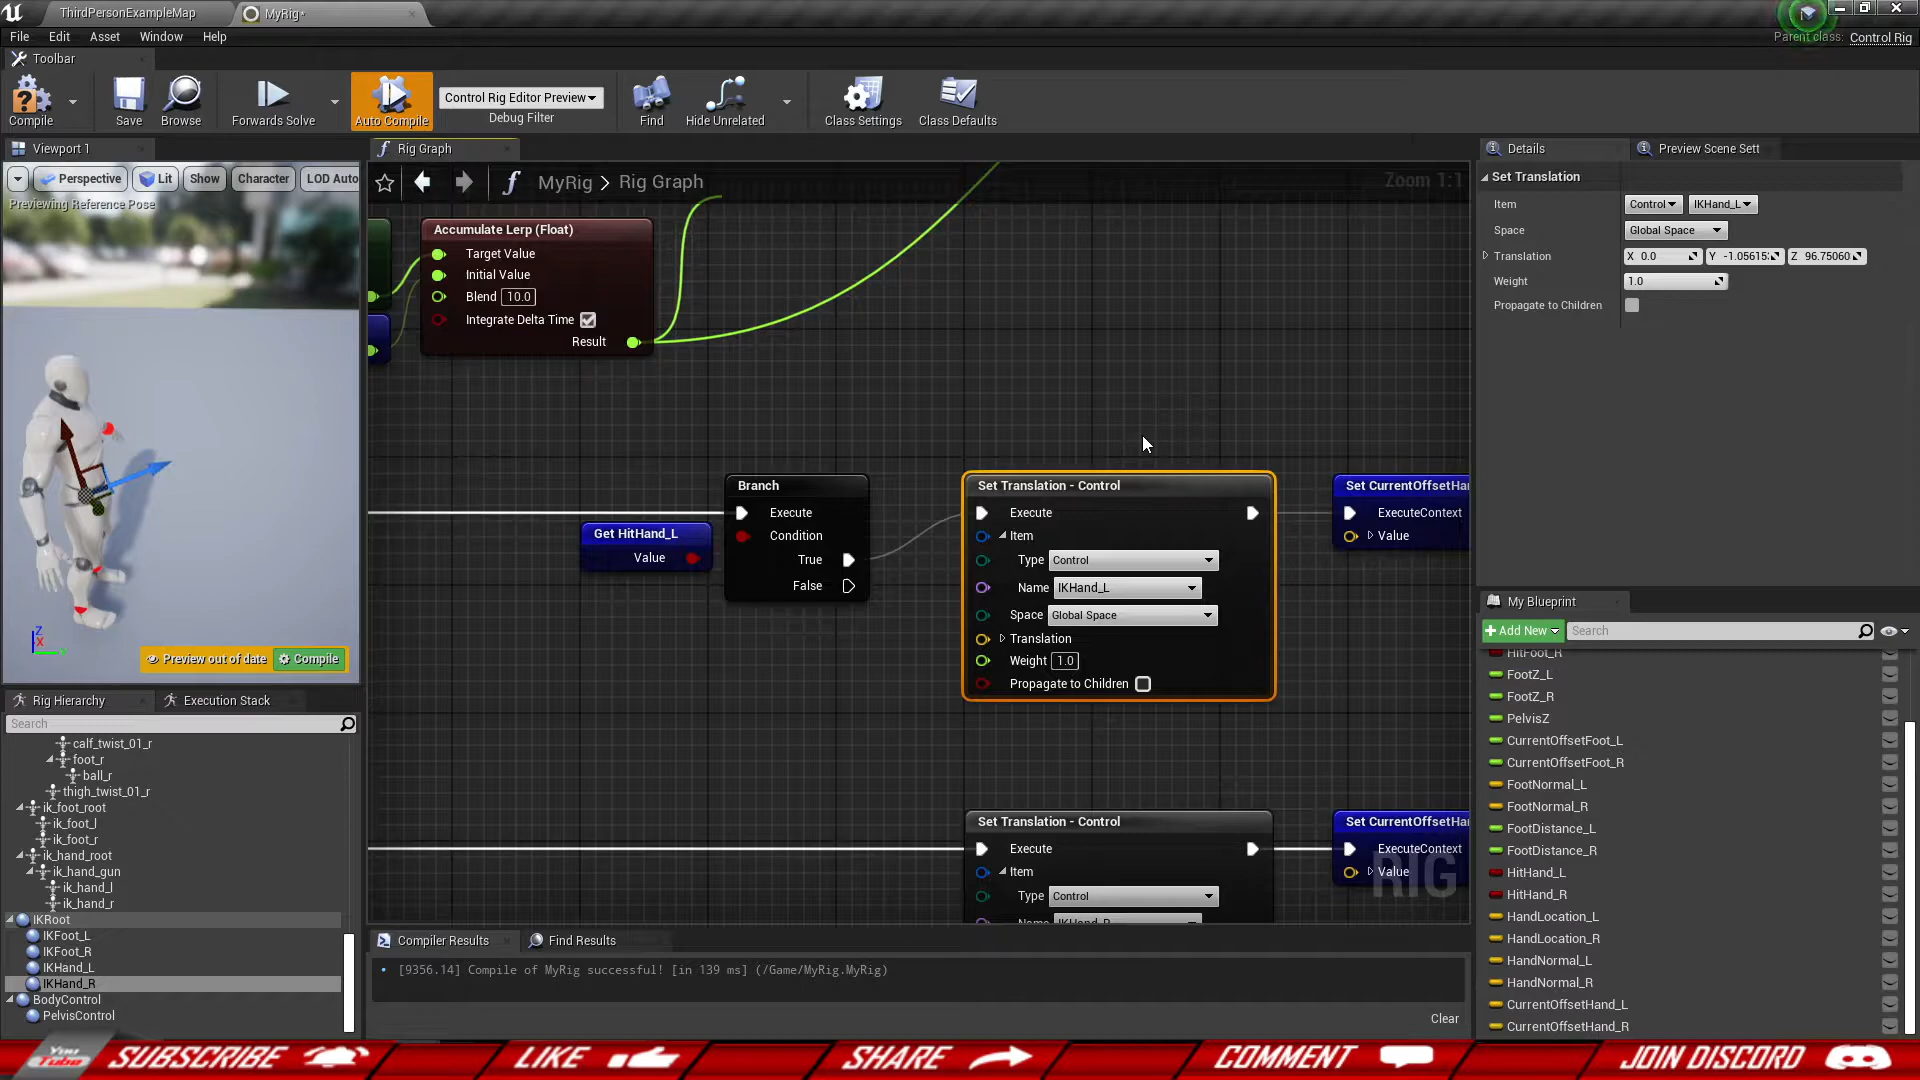 ThirdPersonExampleMap
MyRig*
File Edit Asset Window Help
Parent class: Control Rig
Toolbar
Compile
Save
Browse
Forwards Solve
Auto Compile
Control Rig Editor Preview
Debug Filter
Find
Hide Unrelated
Class Settings
Class Defaults
Viewport 1
Perspective
Lit
Show
Character
LOD Auto
Previewing Reference Pose
Preview out of date
Compile
Rig Graph
MyRig > Rig Graph
Zoom 1:1
Accumulate Lerp (Float)
Target Value
Initial Value
Blend 10.0
Integrate Delta Time
Result
Get HitHand_L
Value
Branch
Execute
Condition
True
False
Set Translation - Control
Execute
Item
Type Control
Name IKHand_L
Space Global Space
Translation
Weight 1.0
Propagate to Children
Set CurrentOffsetHa
ExecuteContext
Value
Set Translation - Control
Execute
Item
Type Control
Set CurrentOffsetHa
ExecuteContext
Value
RIG
Details
Preview Scene Sett
Set Translation
Item Control IKHand_L
Space Global Space
Translation X 0.0 Y -1.05615 Z 96.75060
Weight 1.0
Propagate to Children
My Blueprint
Add New
Search
HitFoot_R
FootZ_L
FootZ_R
PelvisZ
CurrentOffsetFoot_L
CurrentOffsetFoot_R
FootNormal_L
FootNormal_R
FootDistance_L
FootDistance_R
HitHand_L
HitHand_R
HandLocation_L
HandLocation_R
HandNormal_L
HandNormal_R
CurrentOffsetHand_L
CurrentOffsetHand_R
Rig Hierarchy
Execution Stack
Search
calf_twist_01_r
foot_r
ball_r
thigh_twist_01_r
ik_foot_root
ik_foot_l
ik_foot_r
ik_hand_root
ik_hand_gun
ik_hand_l
ik_hand_r
IKRoot
IKFoot_L
IKFoot_R
IKHand_L
IKHand_R
BodyControl
PelvisControl
Compiler Results
Find Results
[9356.14] Compile of MyRig successful! [in 139 ms] (/Game/MyRig.MyRig)
Clear
YouTube SUBSCRIBE
LIKE
SHARE
COMMENT
JOIN DISCORD